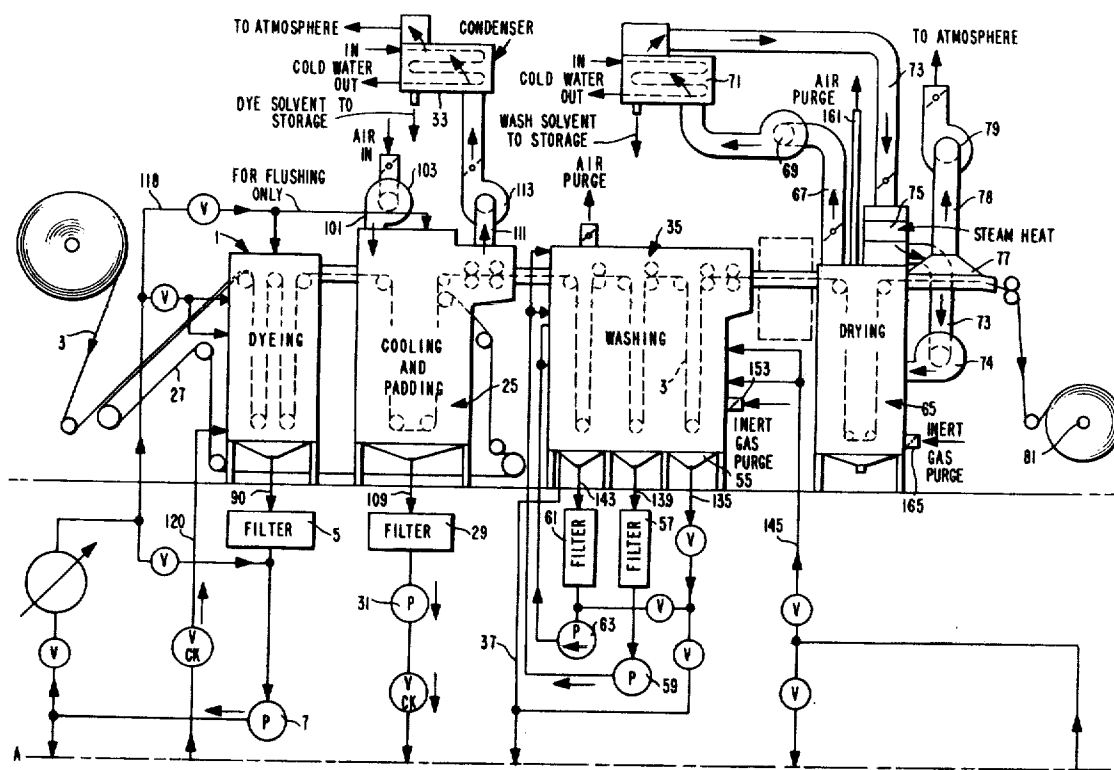 TO ATMOSPHERE
CONDENSER
IN
COLD WATER
OUT
33
DYE SOLVENT TO
STORAGE
AIR
IN
103
113
111
101
118
V
FOR FLUSHING
ONLY
1
3
27
V
DYEING
COOLING
AND
PADDING
25
IN
COLD WATER
OUT
71
WASH SOLVENT
TO STORAGE
69
67
AIR
PURGE
161
73
TO ATMOSPHERE
79
78
75
STEAM HEAT
77
73
74
AIR
PURGE
35
WASHING
3
153
INERT
GAS PURGE
55
DRYING
65
INERT
GAS
PURGE
165
81
90
FILTER
5
120
V
V
V
CK
P
7
109
FILTER
29
31
P
V
CK
143
139
135
61
FILTER
FILTER
57
V
V
V
P
63
P
59
37
145
V
V
A